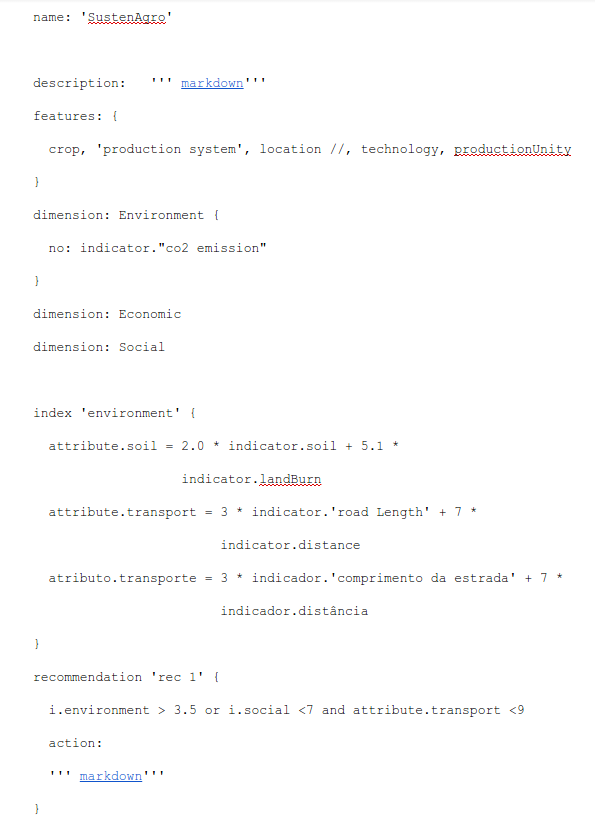 name: 'SustenAgro'
description:   ''' markdown'''
features: {
  crop, 'production system', location //, technology, productionUnity
}
dimension: Environment {
  no: indicator."co2 emission"
}
dimension: Economic
dimension: Social
index 'environment' {
  attribute.soil = 2.0 * indicator.soil + 5.1 *
                   indicator.landBurn
  attribute.transport = 3 * indicator.'road Length' + 7 *
                        indicator.distance
  atributo.transporte = 3 * indicador.'comprimento da estrada' + 7 *
                        indicador.distância
}
recommendation 'rec 1' {
  i.environment > 3.5 or i.social <7 and attribute.transport <9
  action:
  ''' markdown'''
}